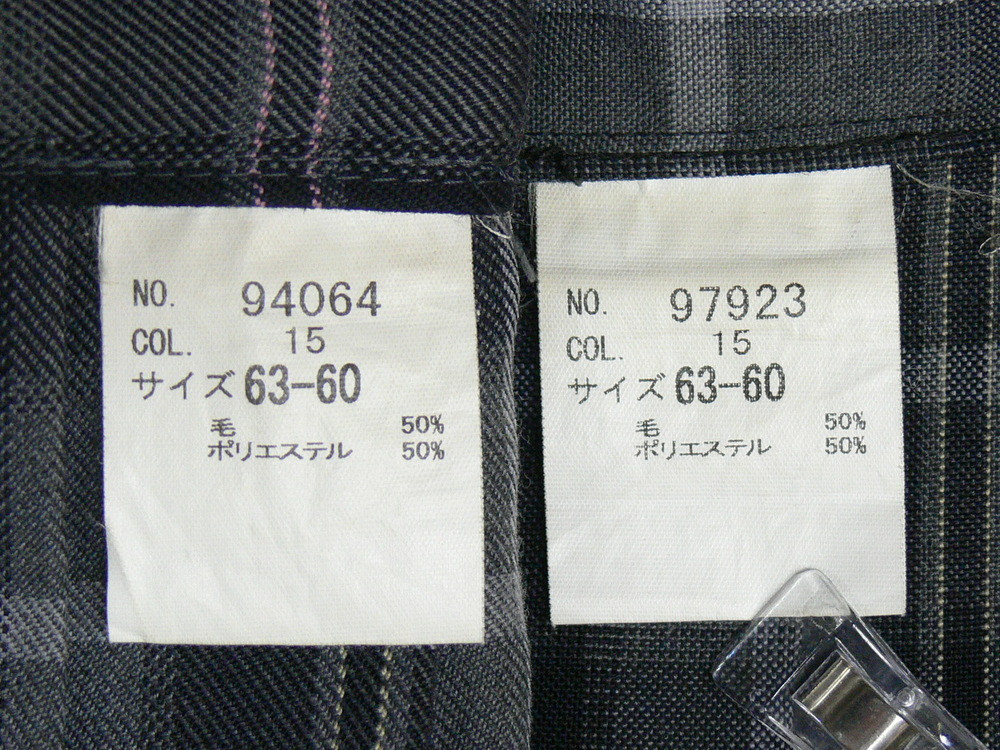 NO. 94064
COL. 15
サイズ 63-60
毛 50%
ポリエステル 50%
NO. 97923
COL. 15
サイズ 63-60
毛 50%
ポリエステル 50%